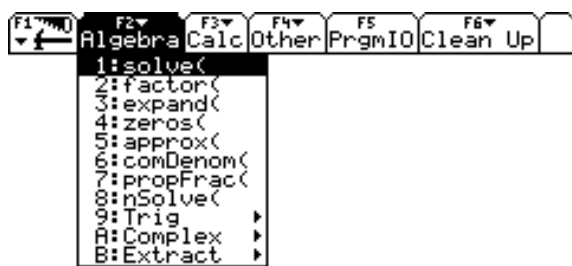 F1 F2 F3 F4 F5 F6
Algebra Calc Other PrgmIO Clean Up
1:solve(
2:factor(
3:expand(
4:zeros(
5:approx(
6:comDenom(
7:propFrac(
8:nSolve(
9:Trig
A:Complex
B:Extract